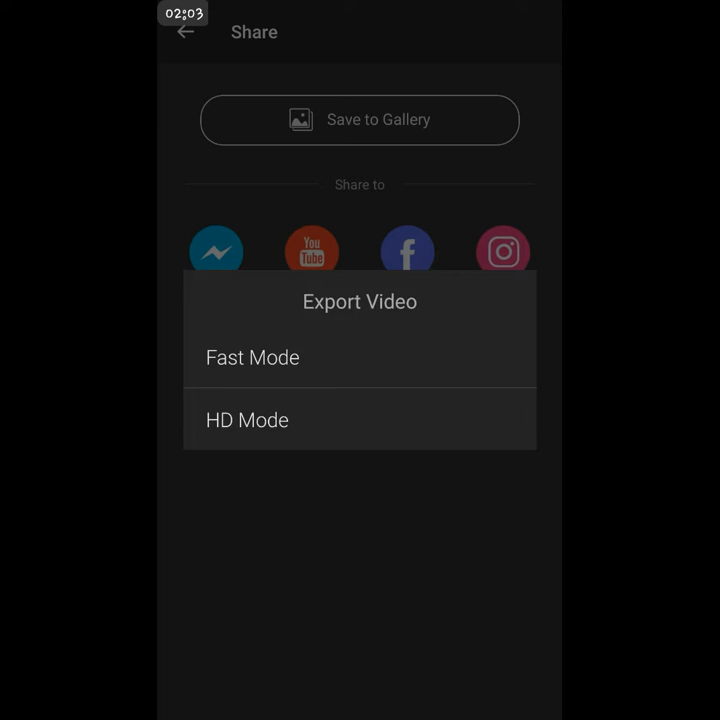 02:03
Share
Save to Gallery
Share to
You
Tube
f
Export Video
Fast Mode
HD Mode